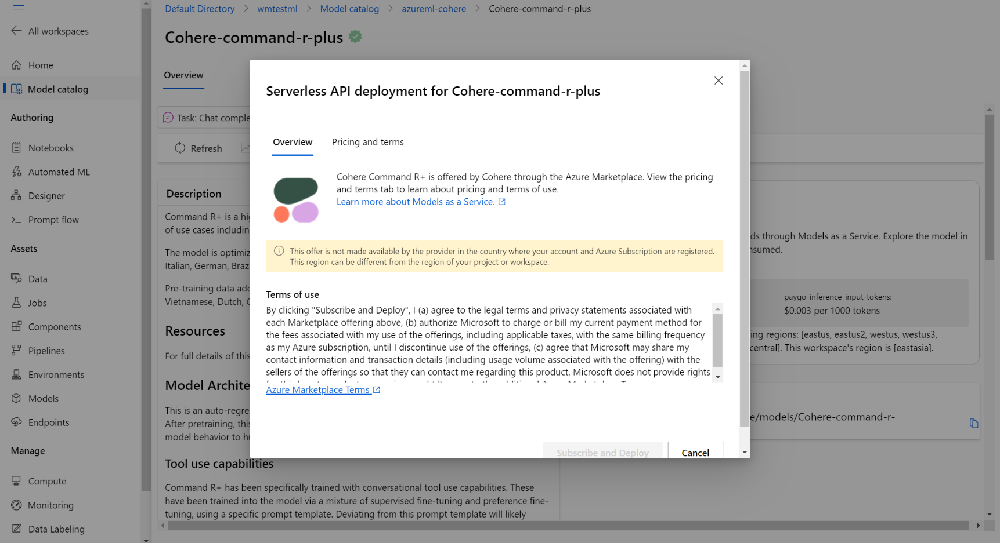 Default Directory > wmtestml > Model catalog > azureml-cohere > Cohere-command-r-plus
All workspaces
Cohere-command-r-plus
Home
Overview
Model catalog
Authoring
Task: Chat comple
Notebooks
Refresh
Automated ML
Designer
Prompt flow
Assets
Data
Jobs
Components
Pipelines
Environments
Models
Endpoints
Manage
Compute
Monitoring
Data Labeling
Description
Command R+ is a hig
of use cases includin
The model is optimiz
Italian, German, Brazi
Pre-training data add
Vietnamese, Dutch, C
Resources
For full details of this
Model Archite
This is an auto-regre
After pretraining, this
model behavior to hu
Tool use capabilities
Command R+ has been specifically trained with conversational tool use capabilities. These
have been trained into the model via a mixture of supervised fine-tuning and preference fine-
tuning, using a specific prompt template. Deviating from this prompt template will likely
Serverless API deployment for Cohere-command-r-plus
Overview Pricing and terms
Cohere Command R+ is offered by Cohere through the Azure Marketplace. View the pricing
and terms tab to learn about pricing and terms of use.
Learn more about Models as a Service.
This offer is not made available by the provider in the country where your account and Azure Subscription are registered.
This region can be different from the region of your project or workspace.
Terms of use
By clicking "Subscribe and Deploy", I (a) agree to the legal terms and privacy statements associated with
each Marketplace offering above, (b) authorize Microsoft to charge or bill my current payment method for
the fees associated with my use of the offerings, including applicable taxes, with the same billing frequency
as my Azure subscription, until I discontinue use of the offerings, (c) agree that Microsoft may share my
contact information and transaction details (including usage volume associated with the offering) with the
sellers of the offerings so that they can contact me regarding this product. Microsoft does not provide rights
Azure Marketplace Terms
Subscribe and Deploy Cancel
ds through Models as a Service. Explore the model in
nsumed.
paygo-inference-input-tokens:
$0.003 per 1000 tokens
ing regions: [eastus, eastus2, westus, westus3,
central]. This workspace's region is [eastasia].
e/models/Cohere-command-r-